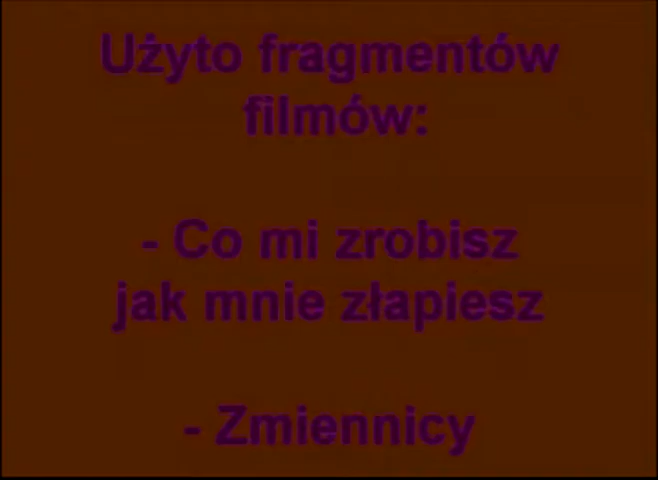 Użyto fragmentów
filmów:
- Co mi zrobisz
jak mnie złapiesz
- Zmiennicy